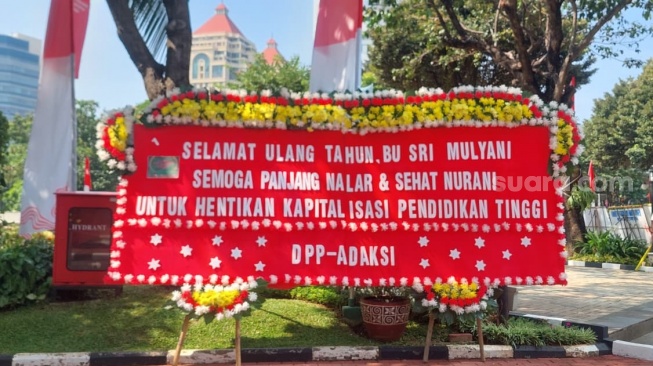 SELAMAT ULANG TAHUN.BU SRI MULYANI
SEMOGA PANJANG NALAR & SEHAT NURANI
UNTUK HENTIKAN KAPITALISASI PENDIDIKAN TINGGI
DPP-ADAKSI
HYDRANT
suara.com